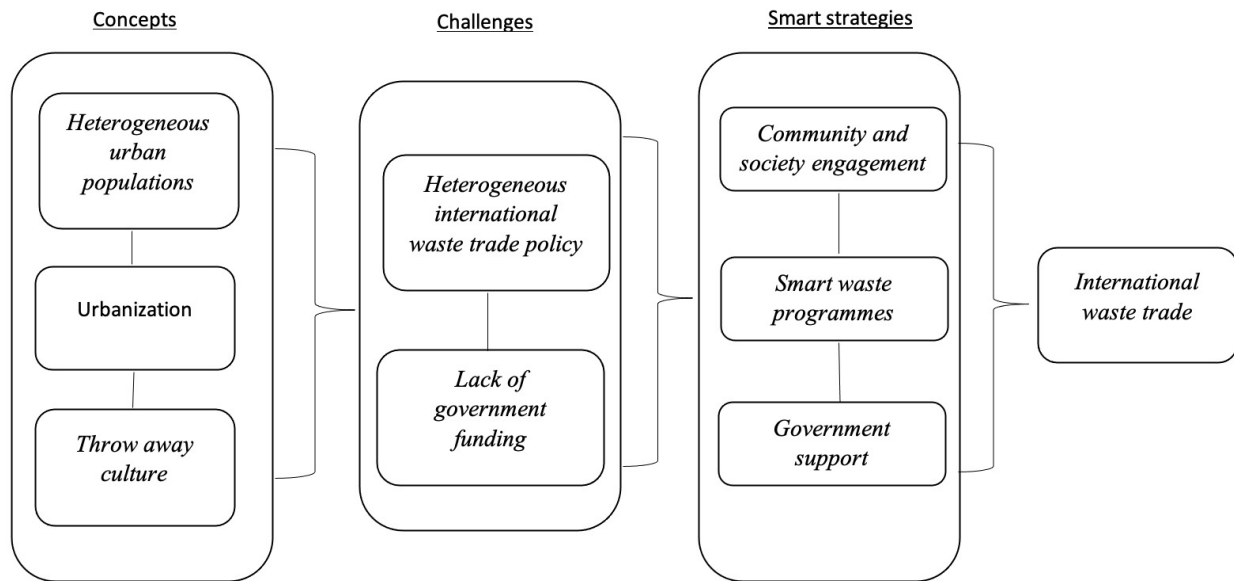 Concepts
Heterogeneous
urban
populations
Urbanization
Throw away
culture
Challenges
Heterogeneous
international
waste trade policy
Lack of
government
funding
Smart strategies
Community and
society engagement
Smart waste
programmes
Government
support
International
waste trade